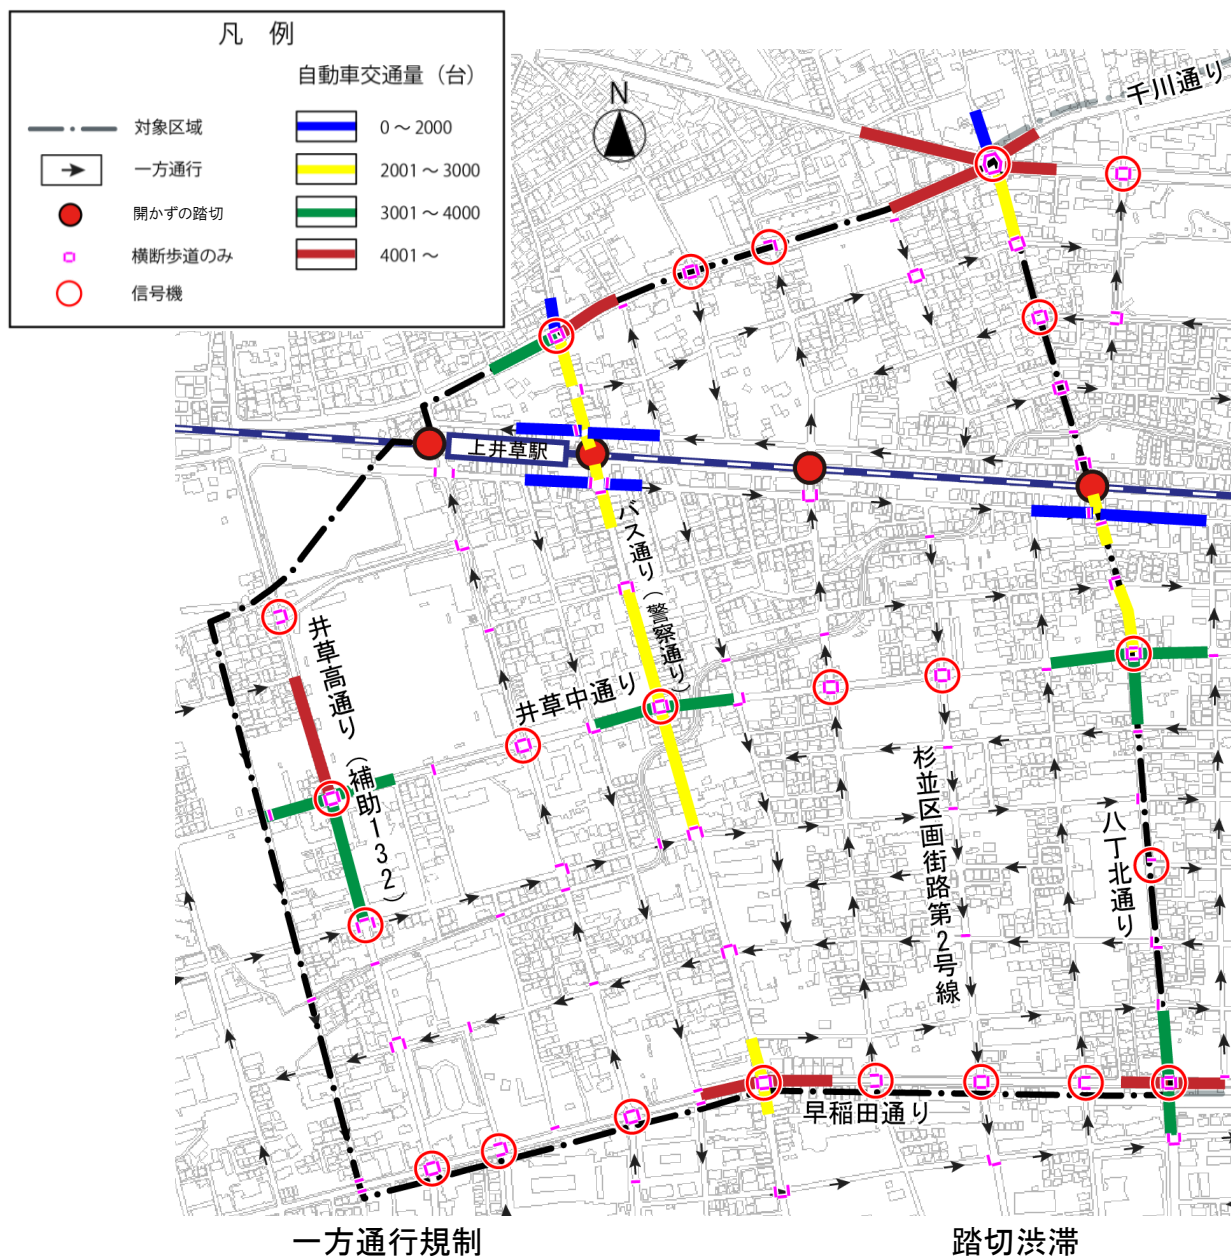 凡　例
自動車交通量（台）
対象区域
0～2000
一方通行
2001～3000
開かずの踏切
3001～4000
横断歩道のみ
4001～
信号機
N
千川通り
上井草駅
バス通り（警察通り）
井草高通り（補助132）
井草中通り
杉並区画街路第2号線
八丁北通り
早稲田通り
一方通行規制
踏切渋滞